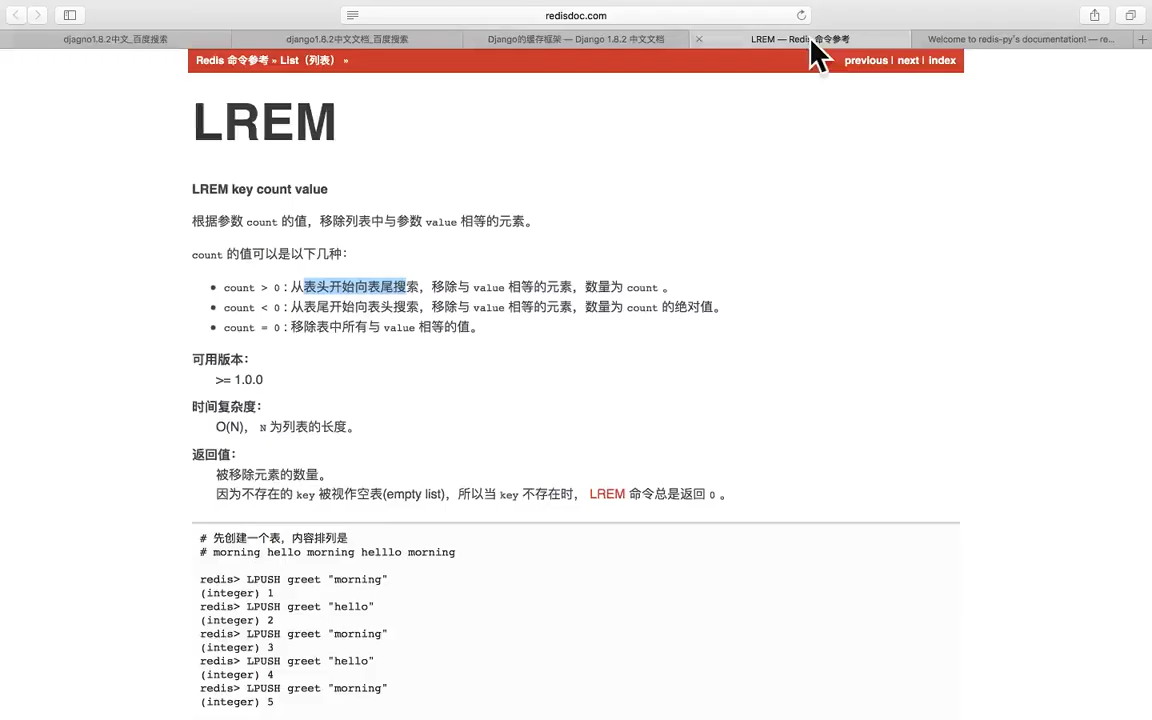 redisdoc.com
djagno1.8.2中文_百度搜索
django1.8.2中文文档_百度搜索
Django的缓存框架 — Django 1.8.2 中文文档
LREM — Redis 命令参考
Welcome to redis-py's documentation! — re...
Redis 命令参考 » List（列表） »
previous | next | index
LREM
LREM key count value
根据参数 count 的值，移除列表中与参数 value 相等的元素。
count 的值可以是以下几种：
count > 0 : 从表头开始向表尾搜索，移除与 value 相等的元素，数量为 count 。
count < 0 : 从表尾开始向表头搜索，移除与 value 相等的元素，数量为 count 的绝对值。
count = 0 : 移除表中所有与 value 相等的值。
可用版本：
>= 1.0.0
时间复杂度：
O(N)， N 为列表的长度。
返回值：
被移除元素的数量。
因为不存在的 key 被视作空表(empty list)，所以当 key 不存在时， LREM 命令总是返回 0 。
# 先创建一个表，内容排列是
# morning hello morning helllo morning
redis> LPUSH greet "morning"
(integer) 1
redis> LPUSH greet "hello"
(integer) 2
redis> LPUSH greet "morning"
(integer) 3
redis> LPUSH greet "hello"
(integer) 4
redis> LPUSH greet "morning"
(integer) 5